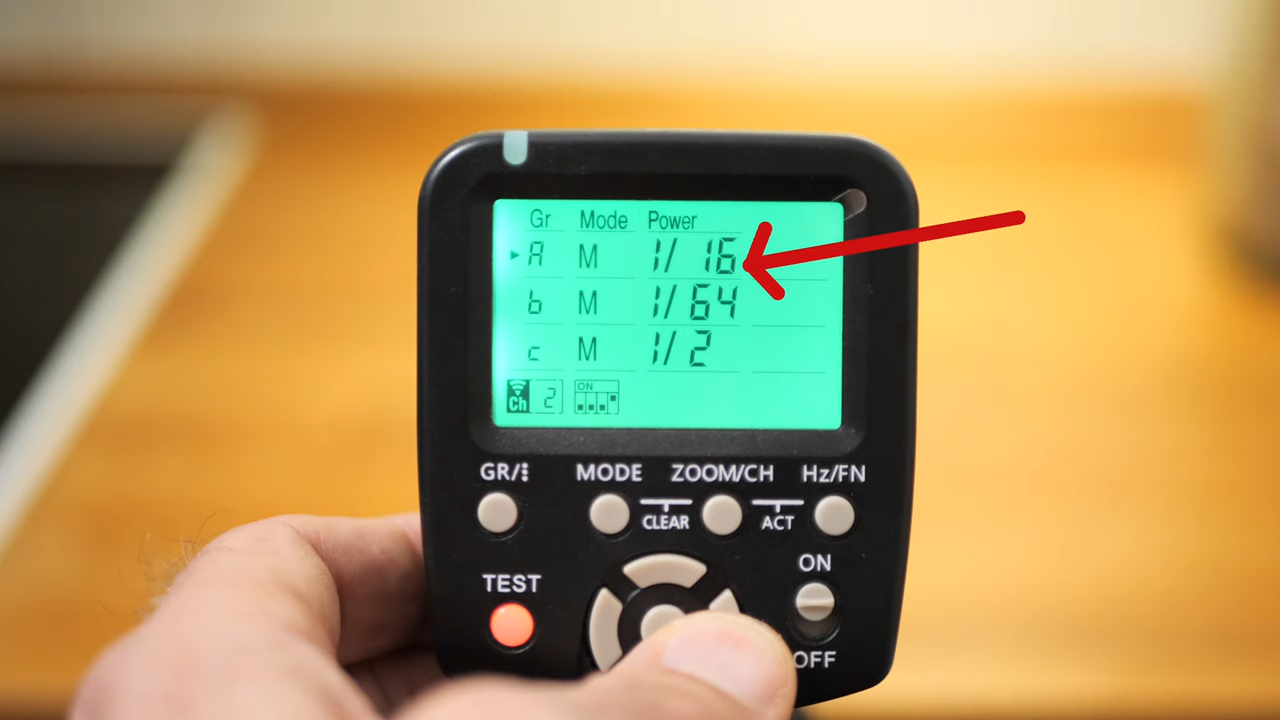 Gr Mode Power
A M 1/ 16
b M 1/ 64
c M 1/ 2
Ch 2 ON
GR/⁝ MODE ZOOM/CH Hz/FN
CLEAR ACT
ON
TEST
OFF